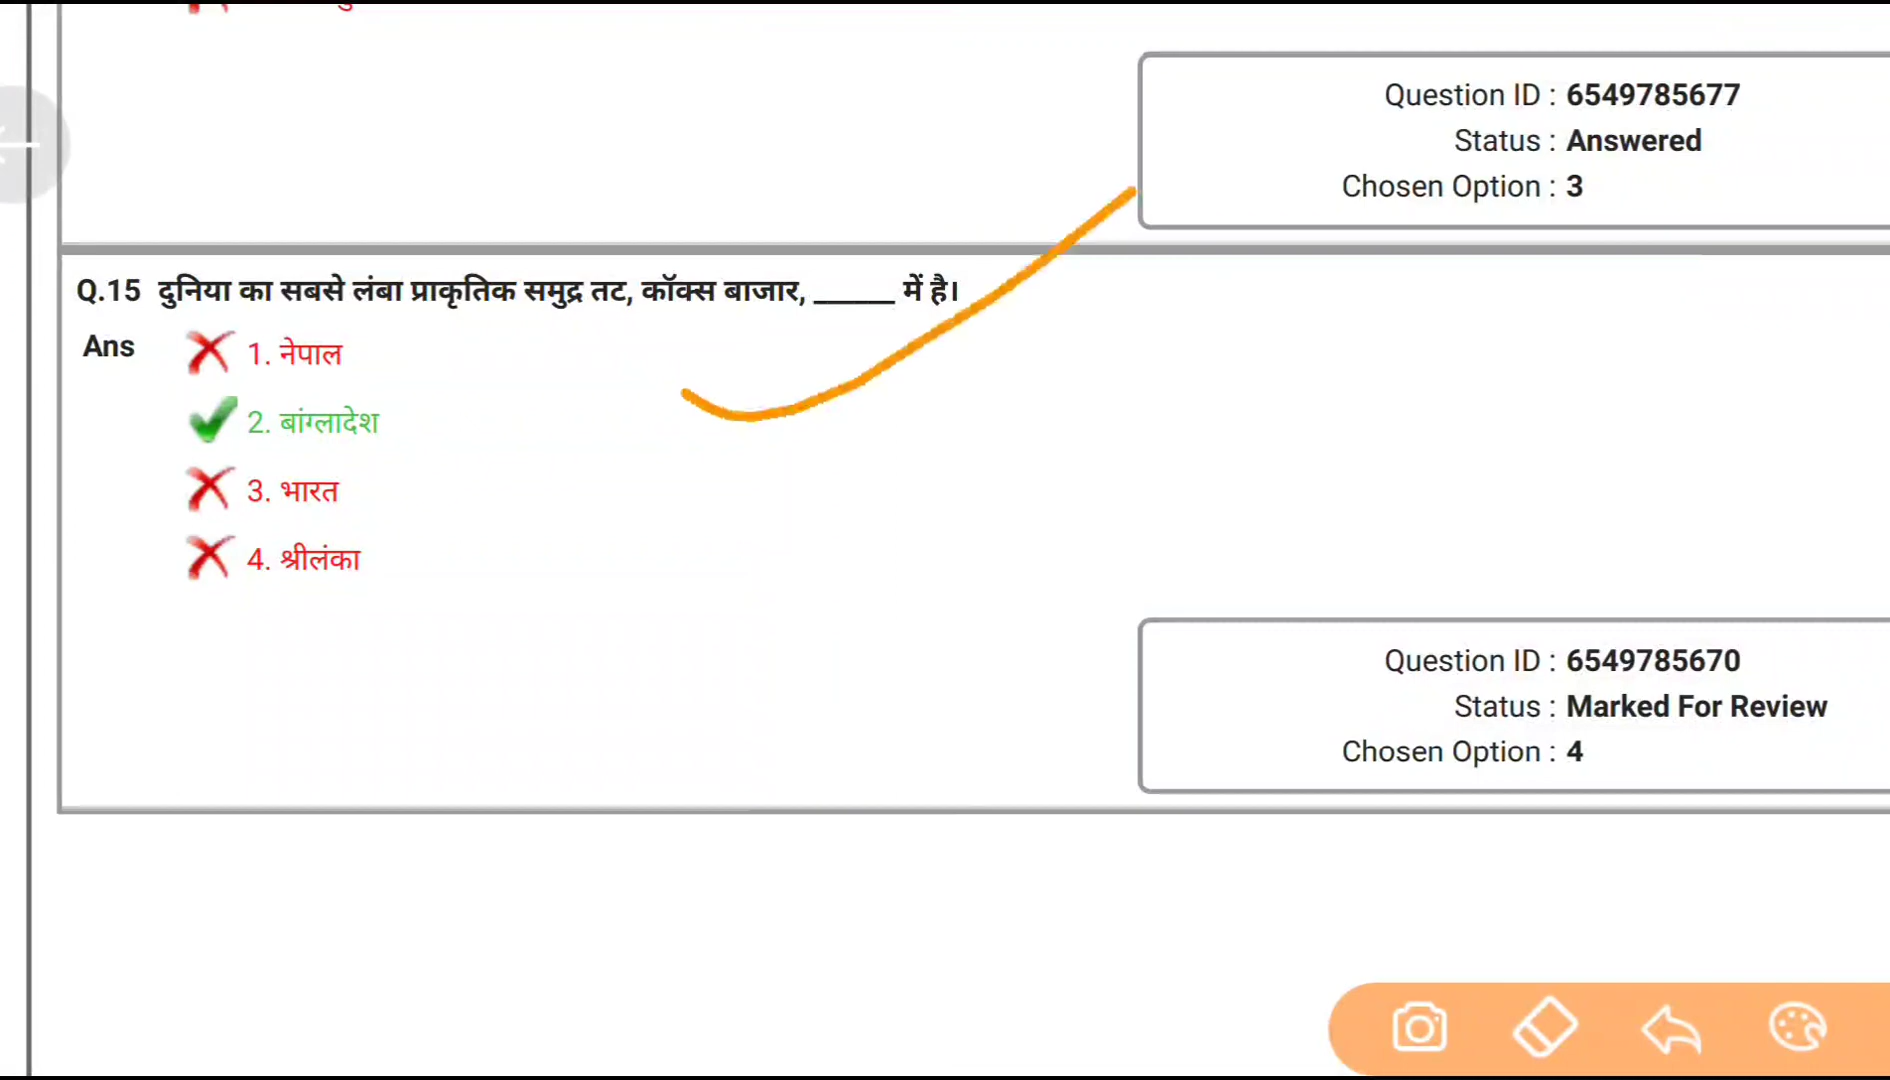 Question ID : 6549785677
Status : Answered
Chosen Option : 3
Q.15 दुनिया का सबसे लंबा प्राकृतिक समुद्र तट, कॉक्स बाजार, ______ में है।
Ans 1. नेपाल
2. बांग्लादेश
3. भारत
4. श्रीलंका
Question ID : 6549785670
Status : Marked For Review
Chosen Option : 4